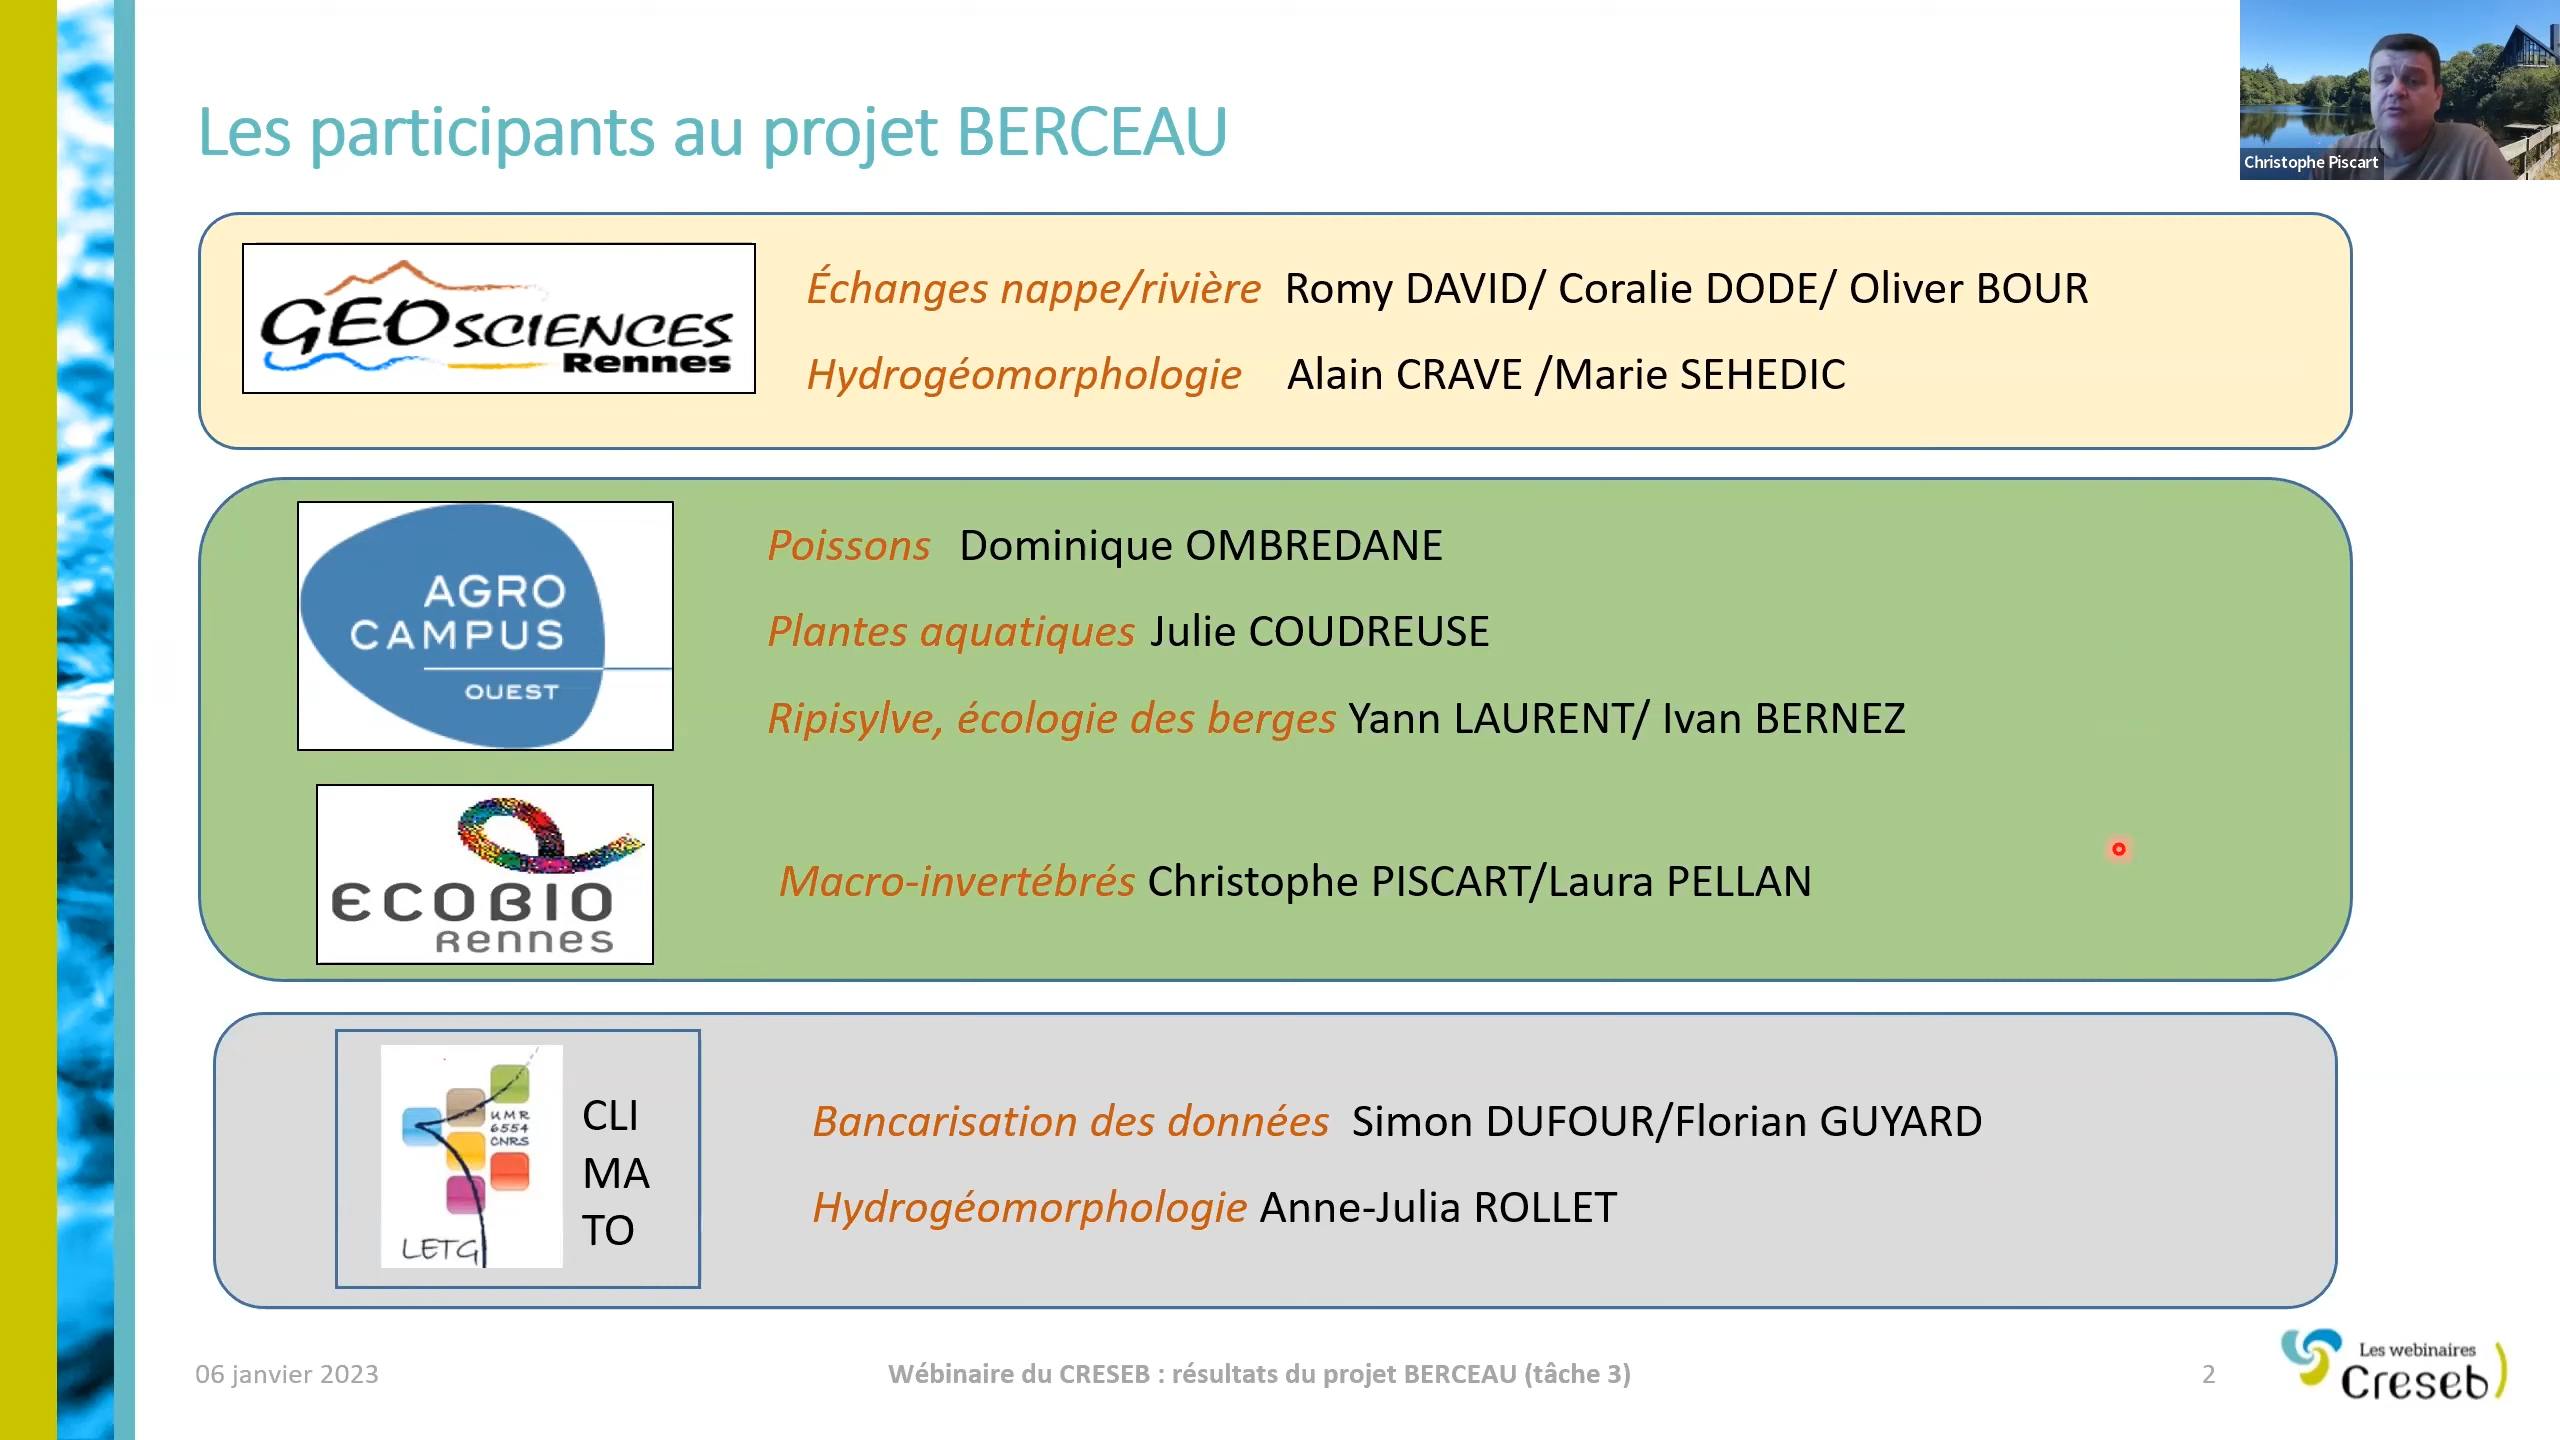 Les participants au projet BERCEAU
Christophe Piscart
GEOSCIENCES
Rennes
Échanges nappe/rivière Romy DAVID/ Coralie DODE/ Oliver BOUR
Hydrogéomorphologie Alain CRAVE /Marie SEHEDIC
AGRO
CAMPUS
OUEST
Poissons Dominique OMBREDANE
Plantes aquatiques Julie COUDREUSE
Ripisylve, écologie des berges Yann LAURENT/ Ivan BERNEZ
ECOBIO
Rennes
Macro-invertébrés Christophe PISCART/Laura PELLAN
UMR
6554
CNRS
LETG
CLI
MA
TO
Bancarisation des données Simon DUFOUR/Florian GUYARD
Hydrogéomorphologie Anne-Julia ROLLET
06 janvier 2023
Wébinaire du CRESEB : résultats du projet BERCEAU (tâche 3)
2
Les webinaires
Creseb